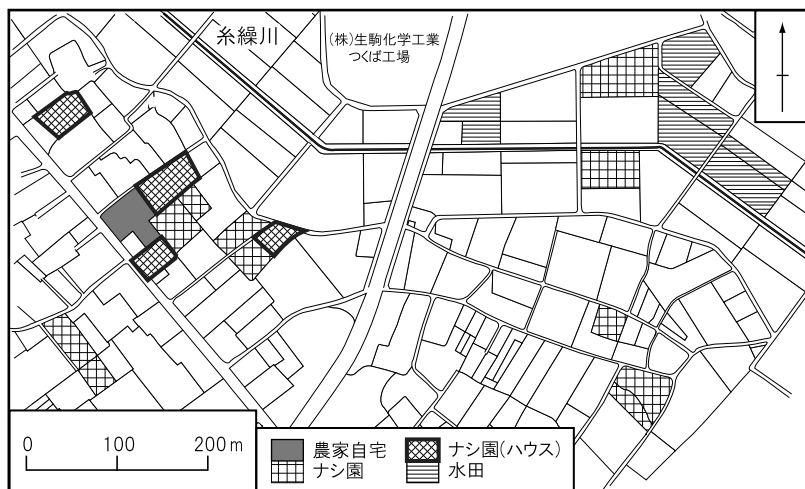 糸繰川
(株)生駒化学工業
つくば工場
0 100 200m
農家自宅
ナシ園(ハウス)
ナシ園
水田